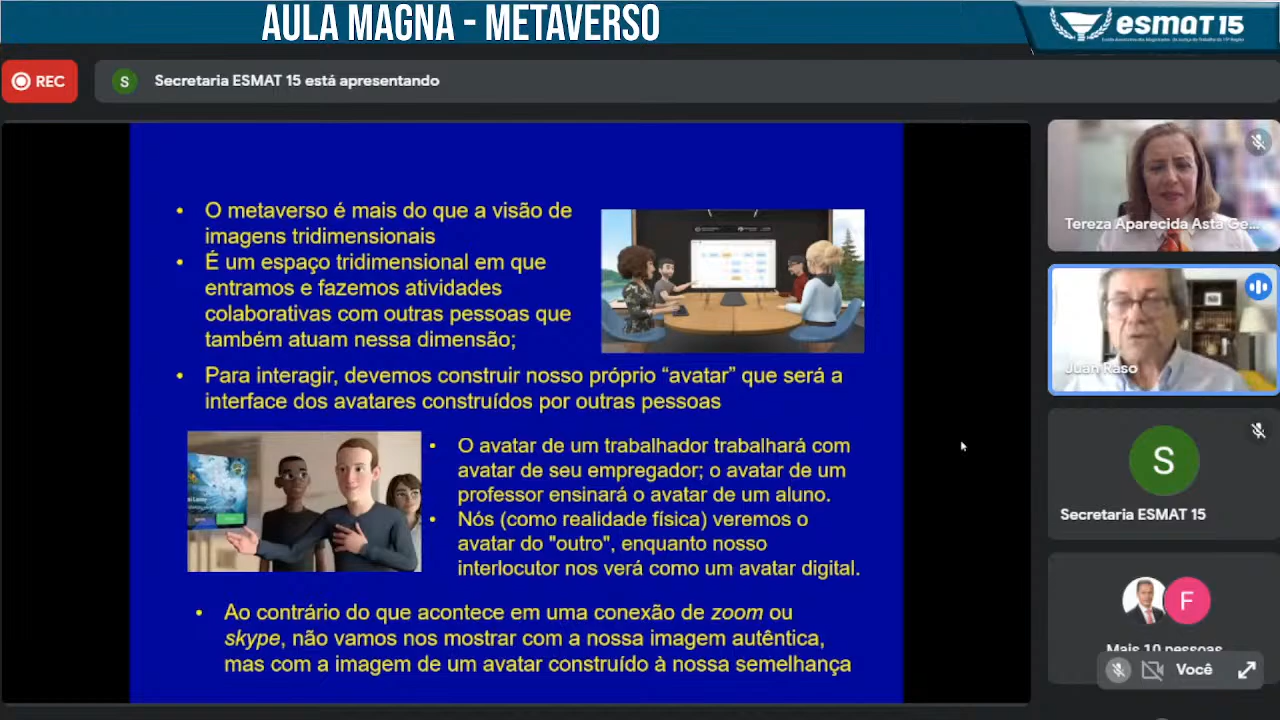 AULA MAGNA - METAVERSO
esmat 15
REC
S
Secretaria ESMAT 15 está apresentando
• O metaverso é mais do que a visão de
imagens tridimensionais
• É um espaço tridimensional em que
entramos e fazemos atividades
colaborativas com outras pessoas que
também atuam nessa dimensão;
• Para interagir, devemos construir nosso próprio “avatar” que será a
interface dos avatares construídos por outras pessoas
• O avatar de um trabalhador trabalhará com
avatar de seu empregador; o avatar de um
professor ensinará o avatar de um aluno.
• Nós (como realidade física) veremos o
avatar do "outro", enquanto nosso
interlocutor nos verá como um avatar digital.
• Ao contrário do que acontece em uma conexão de zoom ou
skype, não vamos nos mostrar com a nossa imagem autêntica,
mas com a imagem de um avatar construído à nossa semelhança
Tereza Aparecida Asta Ge...
Juan Raso
S
Secretaria ESMAT 15
F
Mais 10 pessoas
Você